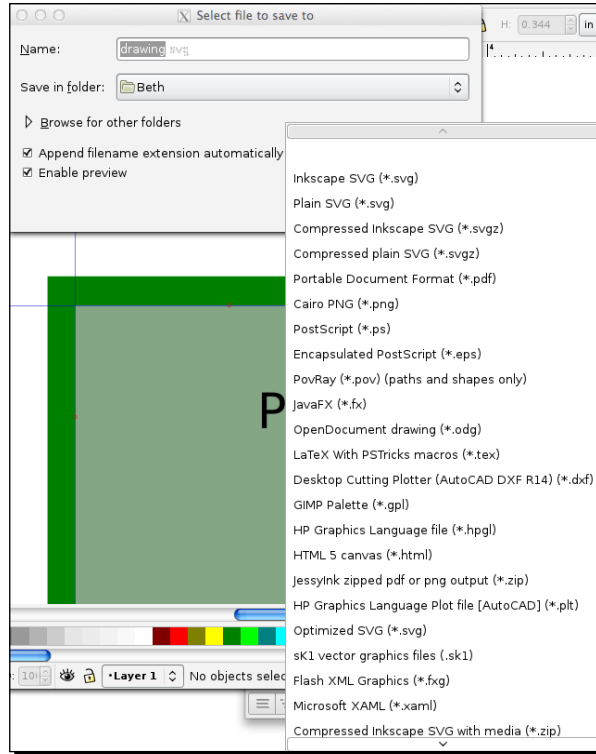 Select file to save to
Name: drawing.svg
Save in folder: Beth
Browse for other folders
Append filename extension automatically
Enable preview
H: 0.344 in
4
Inkscape SVG (*.svg)
Plain SVG (*.svg)
Compressed Inkscape SVG (*.svgz)
Compressed plain SVG (*.svgz)
Portable Document Format (*.pdf)
Cairo PNG (*.png)
PostScript (*.ps)
Encapsulated PostScript (*.eps)
PovRay (*.pov) (paths and shapes only)
JavaFX (*.fx)
OpenDocument drawing (*.odg)
LaTeX With PSTricks macros (*.tex)
Desktop Cutting Plotter (AutoCAD DXF R14) (*.dxf)
GIMP Palette (*.gpl)
HP Graphics Language file (*.hpgl)
HTML 5 canvas (*.html)
JessyInk zipped pdf or png output (*.zip)
HP Graphics Language Plot file [AutoCAD] (*.plt)
Optimized SVG (*.svg)
sK1 vector graphics files (.sk1)
Flash XML Graphics (*.fxg)
Microsoft XAML (*.xaml)
Compressed Inkscape SVG with media (*.zip)
P
•Layer 1 No objects selec